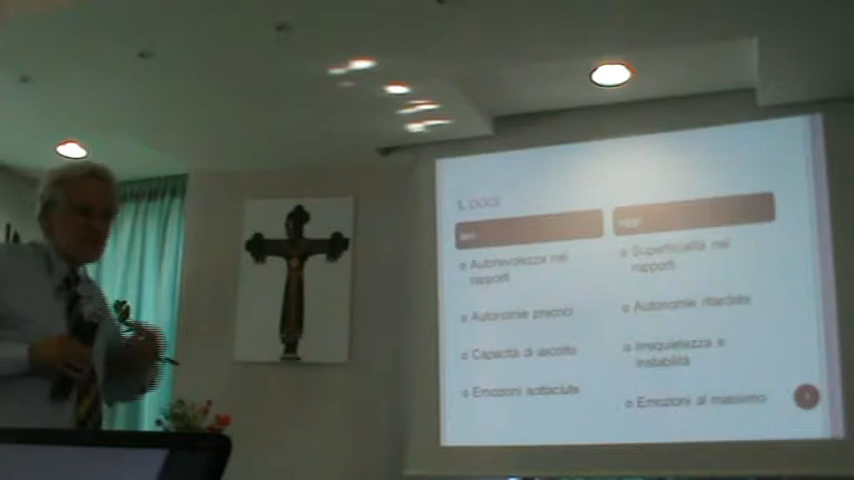 Autorevolezza nei
rapporti
Autonomie precoci
Capacità di ascolto
Emozioni sottaciute
Superficialità nei
rapporti
Autonomie ritardate
Irrequietezza e
instabilità
Emozioni al massimo